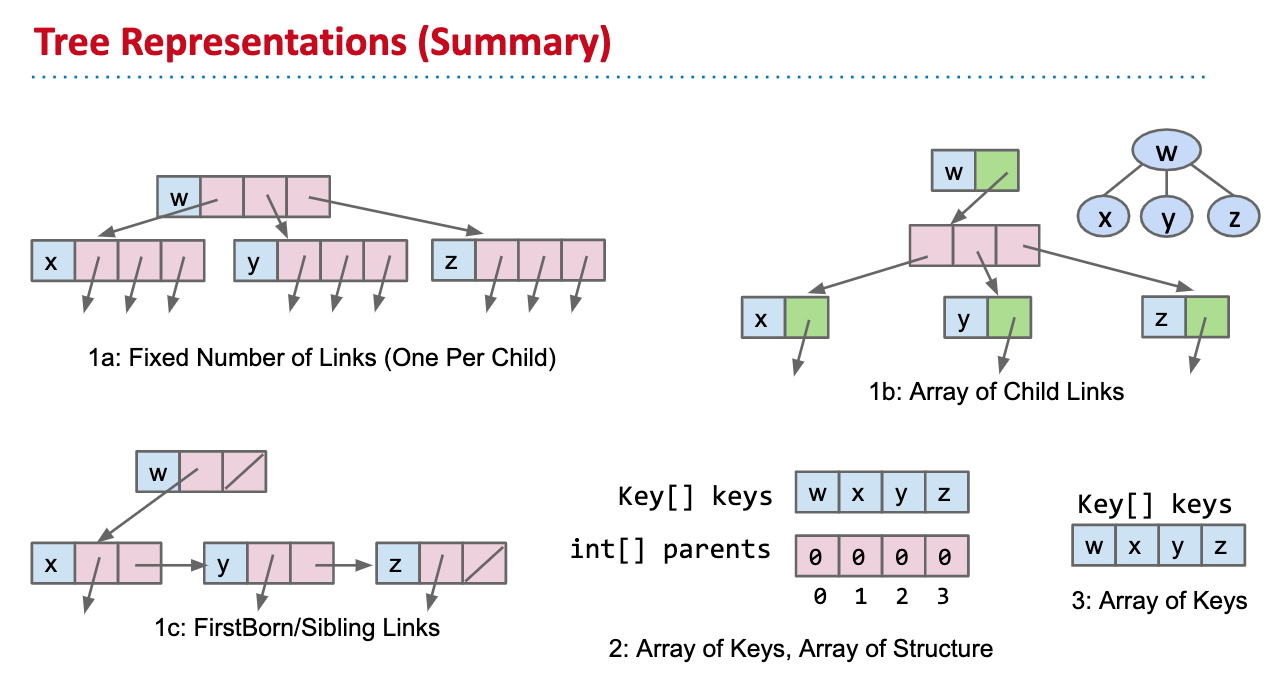 Tree Representations (Summary)
w
x
y
z
1a: Fixed Number of Links (One Per Child)
w
x
y
z
1b: Array of Child Links
w
x
y
z
w
x
y
z
1c: FirstBorn/Sibling Links
Key[] keys
w x y z
int[] parents
0 0 0 0
0 1 2 3
2: Array of Keys, Array of Structure
Key[] keys
w x y z
3: Array of Keys